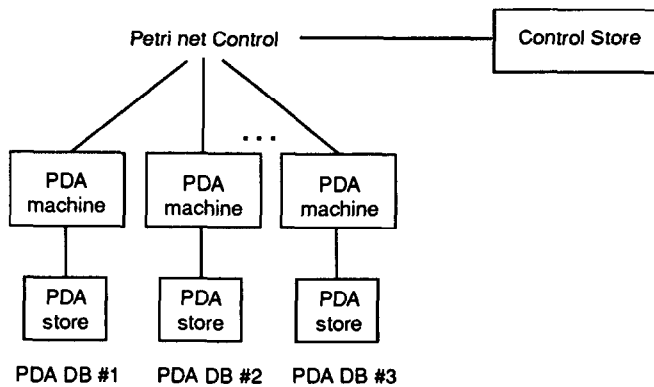 Petri net Control
Control Store
...
PDA
machine
PDA
machine
PDA
machine
PDA
store
PDA
store
PDA
store
PDA DB #1
PDA DB #2
PDA DB #3